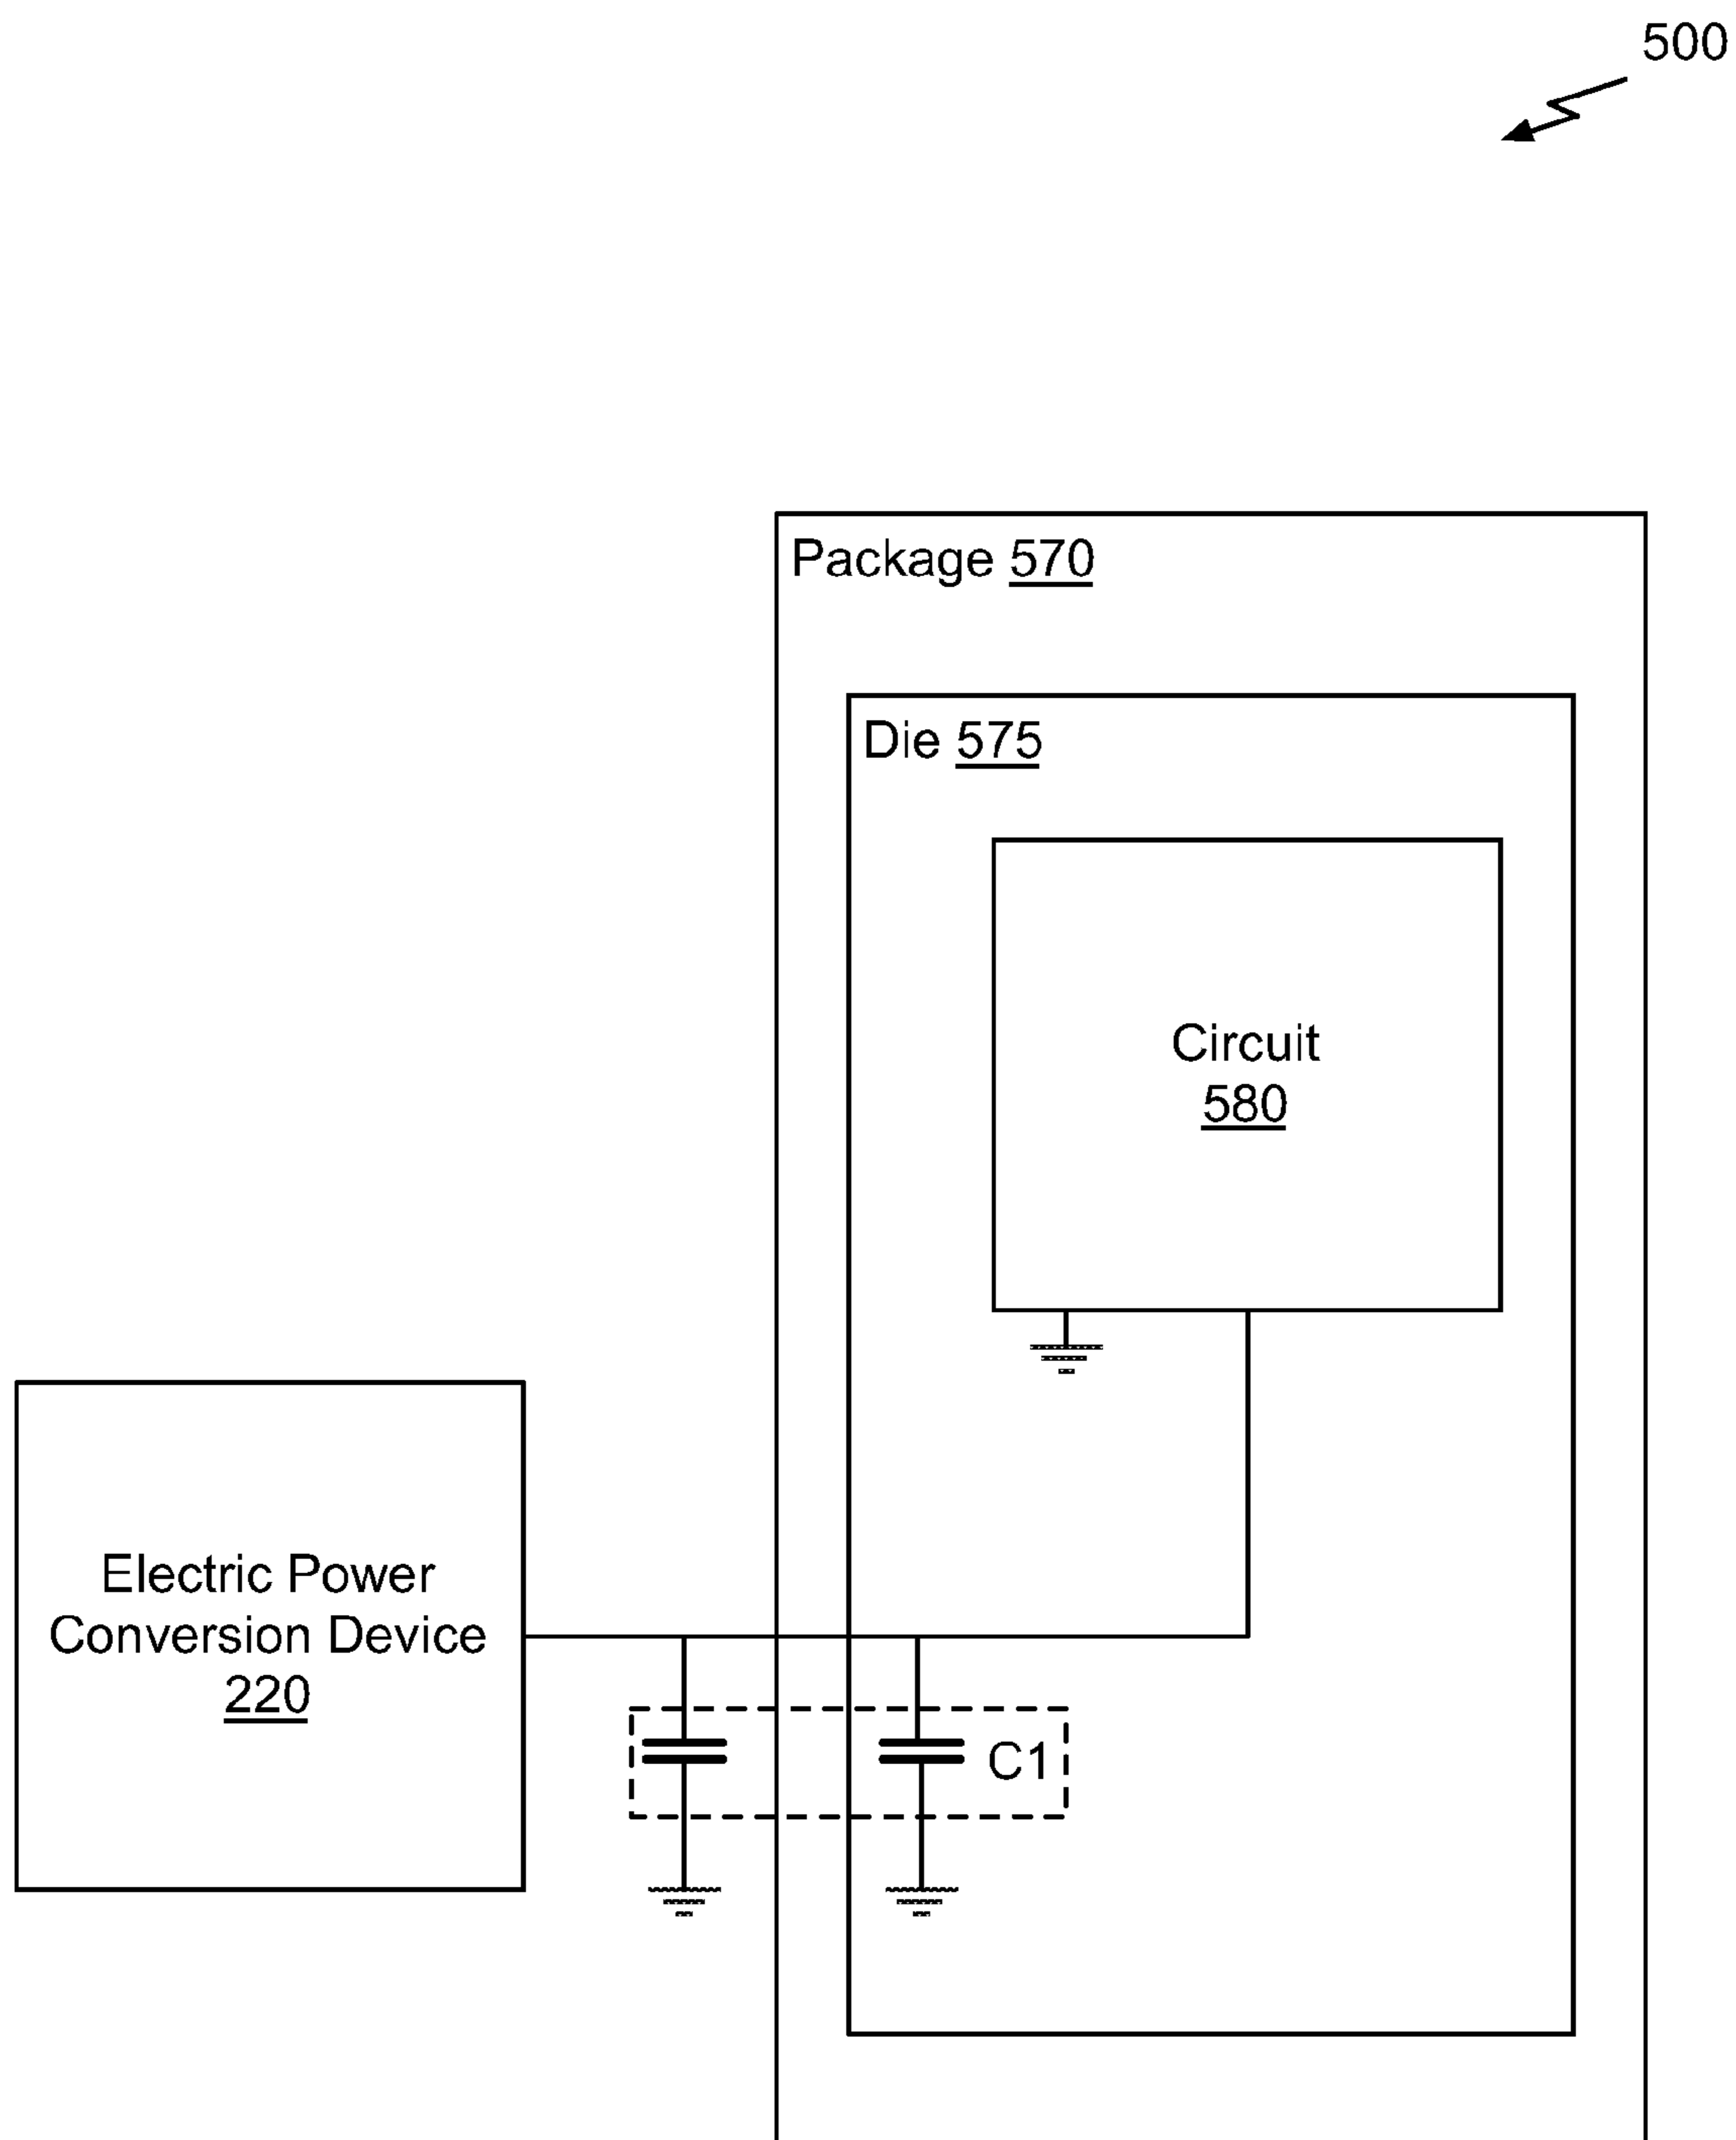 500
Package 570
Die 575
Circuit
580
Electric Power
Conversion Device
220
C1